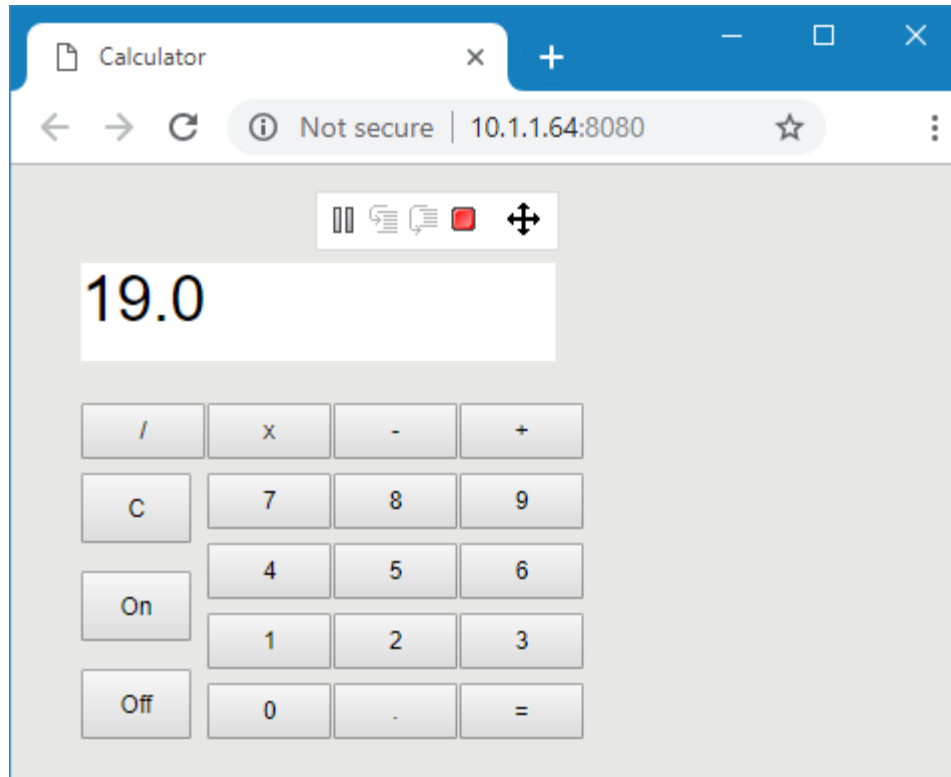 Calculator
Not secure | 10.1.1.64:8080
19.0
/ x - +
C 7 8 9
4 5 6
On
1 2 3
Off 0 . =